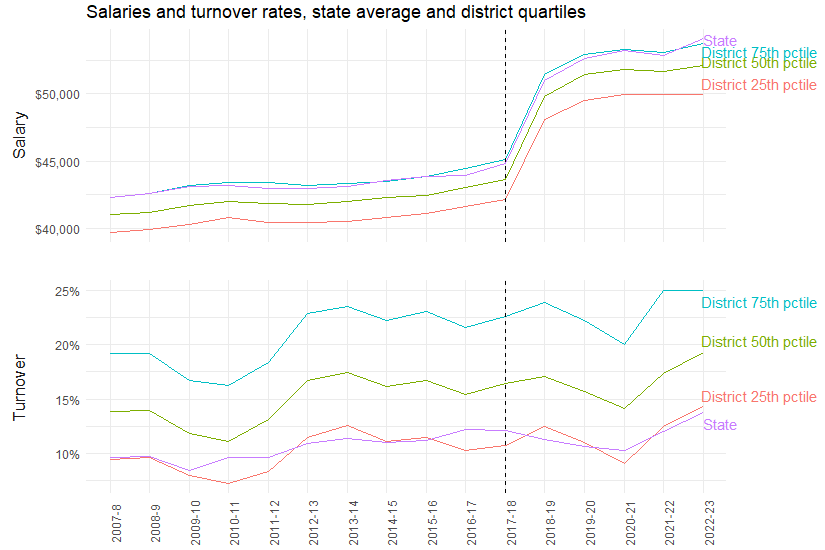 Salaries and turnover rates, state average and district quartiles
State
District 75th pctile
District 50th pctile
District 25th pctile
$50,000
$45,000
$40,000
Salary
25%
20%
15%
10%
Turnover
District 75th pctile
District 50th pctile
District 25th pctile
State
2007-8
2008-9
2009-10
2010-11
2011-12
2012-13
2013-14
2014-15
2015-16
2016-17
2017-18
2018-19
2019-20
2020-21
2021-22
2022-23